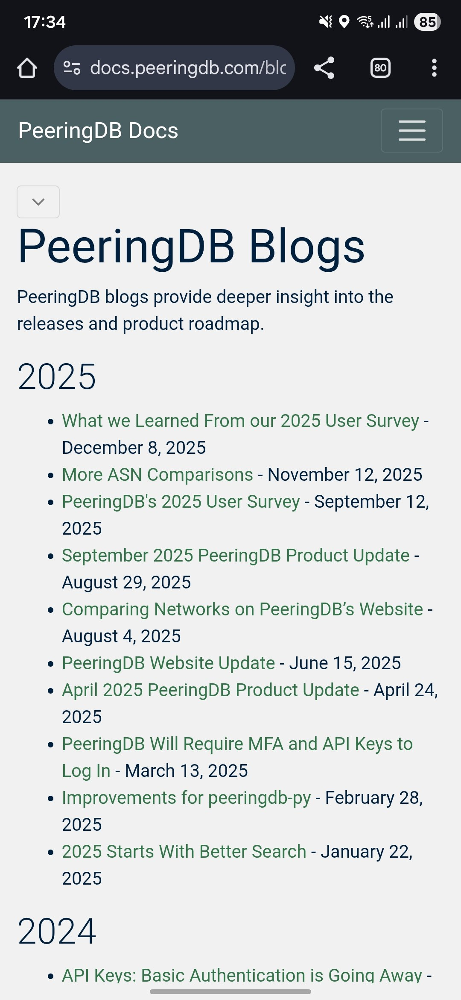 17:34
5
85
docs.peeringdb.com/blc
80
PeeringDB Docs
PeeringDB Blogs
PeeringDB blogs provide deeper insight into the
releases and product roadmap.
2025
• What we Learned From our 2025 User Survey -
December 8, 2025
• More ASN Comparisons - November 12, 2025
• PeeringDB's 2025 User Survey - September 12,
2025
• September 2025 PeeringDB Product Update -
August 29, 2025
• Comparing Networks on PeeringDB’s Website -
August 4, 2025
• PeeringDB Website Update - June 15, 2025
• April 2025 PeeringDB Product Update - April 24,
2025
• PeeringDB Will Require MFA and API Keys to
Log In - March 13, 2025
• Improvements for peeringdb-py - February 28,
2025
• 2025 Starts With Better Search - January 22,
2025
2024
• API Keys: Basic Authentication is Going Away -